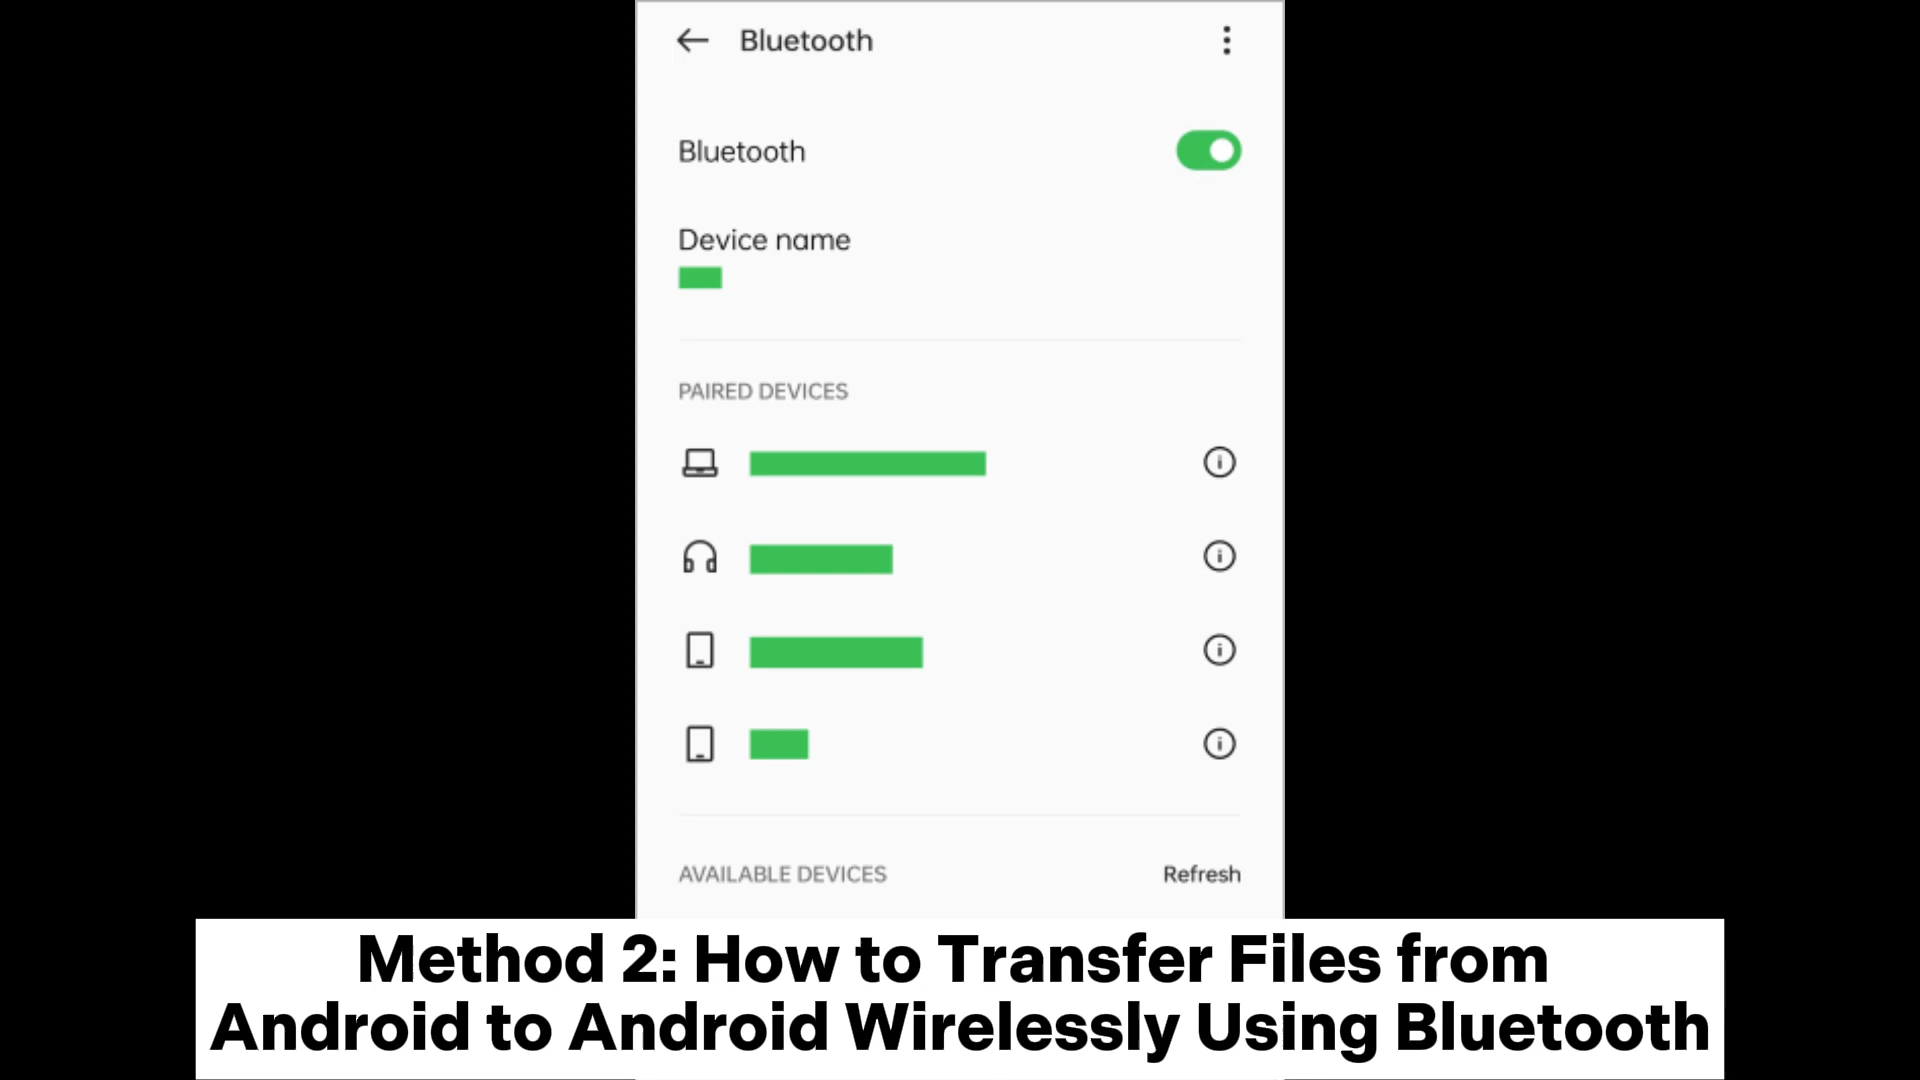 Bluetooth
Bluetooth
Device name
PAIRED DEVICES
AVAILABLE DEVICES Refresh
Method 2: How to Transfer Files from
Android to Android Wirelessly Using Bluetooth